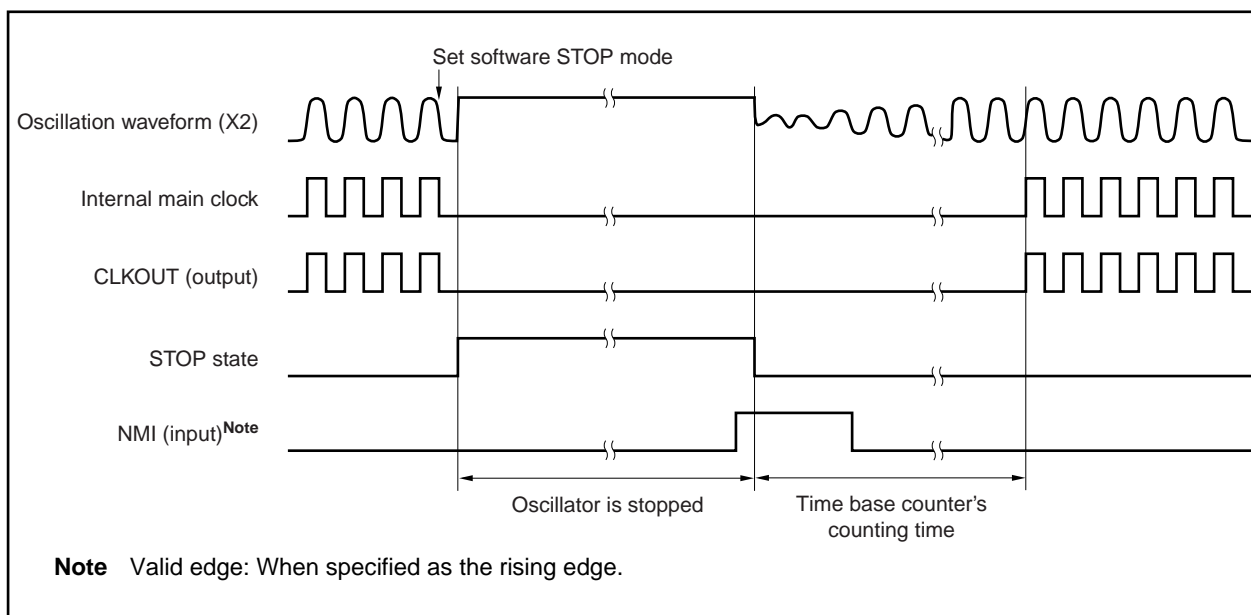 Set software STOP mode
Oscillation waveform (X2)
Internal main clock
CLKOUT (output)
STOP state
NMI (input)Note
Oscillator is stopped
Time base counter's
counting time
Note Valid edge: When specified as the rising edge.